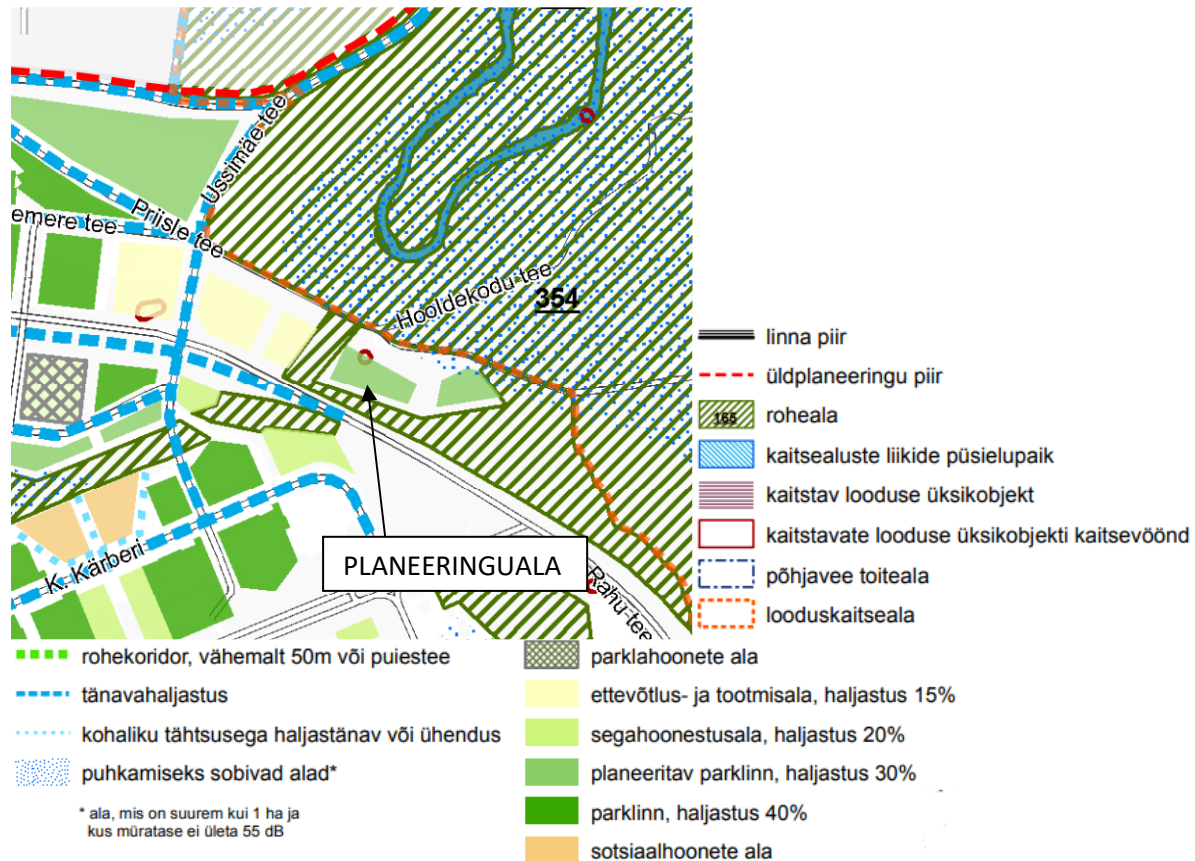 Ussimäe tee
emere tee
Priisle tee
Hooldekodu tee
354
PLANEERINGUALA
K. Kärberi
Rahu tee
linna piir
üldplaneeringu piir
165
roheala
kaitsealuste liikide püsielupaik
kaitstav looduse üksikobjekt
kaitstavate looduse üksikobjekti kaitsevöönd
põhjavee toiteala
looduskaitseala
rohekoridor, vähemalt 50m või puiestee
tänavahaljastus
kohaliku tähtsusega haljastänav või ühendus
puhkamiseks sobivad alad*
* ala, mis on suurem kui 1 ha ja
kus müratase ei ületa 55 dB
parklahoonete ala
ettevõtlus- ja tootmisala, haljastus 15%
segahoonestusala, haljastus 20%
planeeritav parklinn, haljastus 30%
parklinn, haljastus 40%
sotsiaalhoonete ala